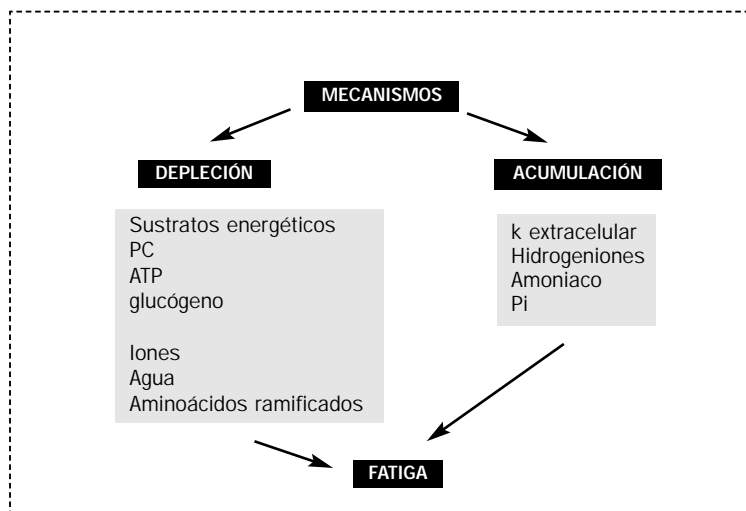 MECANISMOS
DEPLECIÓN
ACUMULACIÓN
Sustratos energéticos
PC
ATP
glucógeno
Iones
Agua
Aminoácidos ramificados
k extracelular
Hidrogeniones
Amoniaco
Pi
FATIGA